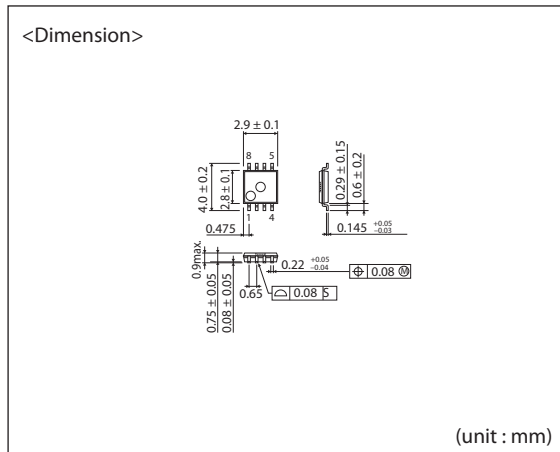 <Dimension>
2.9 ± 0.1
8 5
4.0 ± 0.2
2.8 ± 0.1
0.29 ± 0.15
0.6 ± 0.2
1 4
0.475
0.145 +0.05 −0.03
0.9max.
0.75 ± 0.05
0.08 ± 0.05
0.22 +0.05 −0.04
0.08 Ⓜ
0.65
0.08 S
(unit : mm)